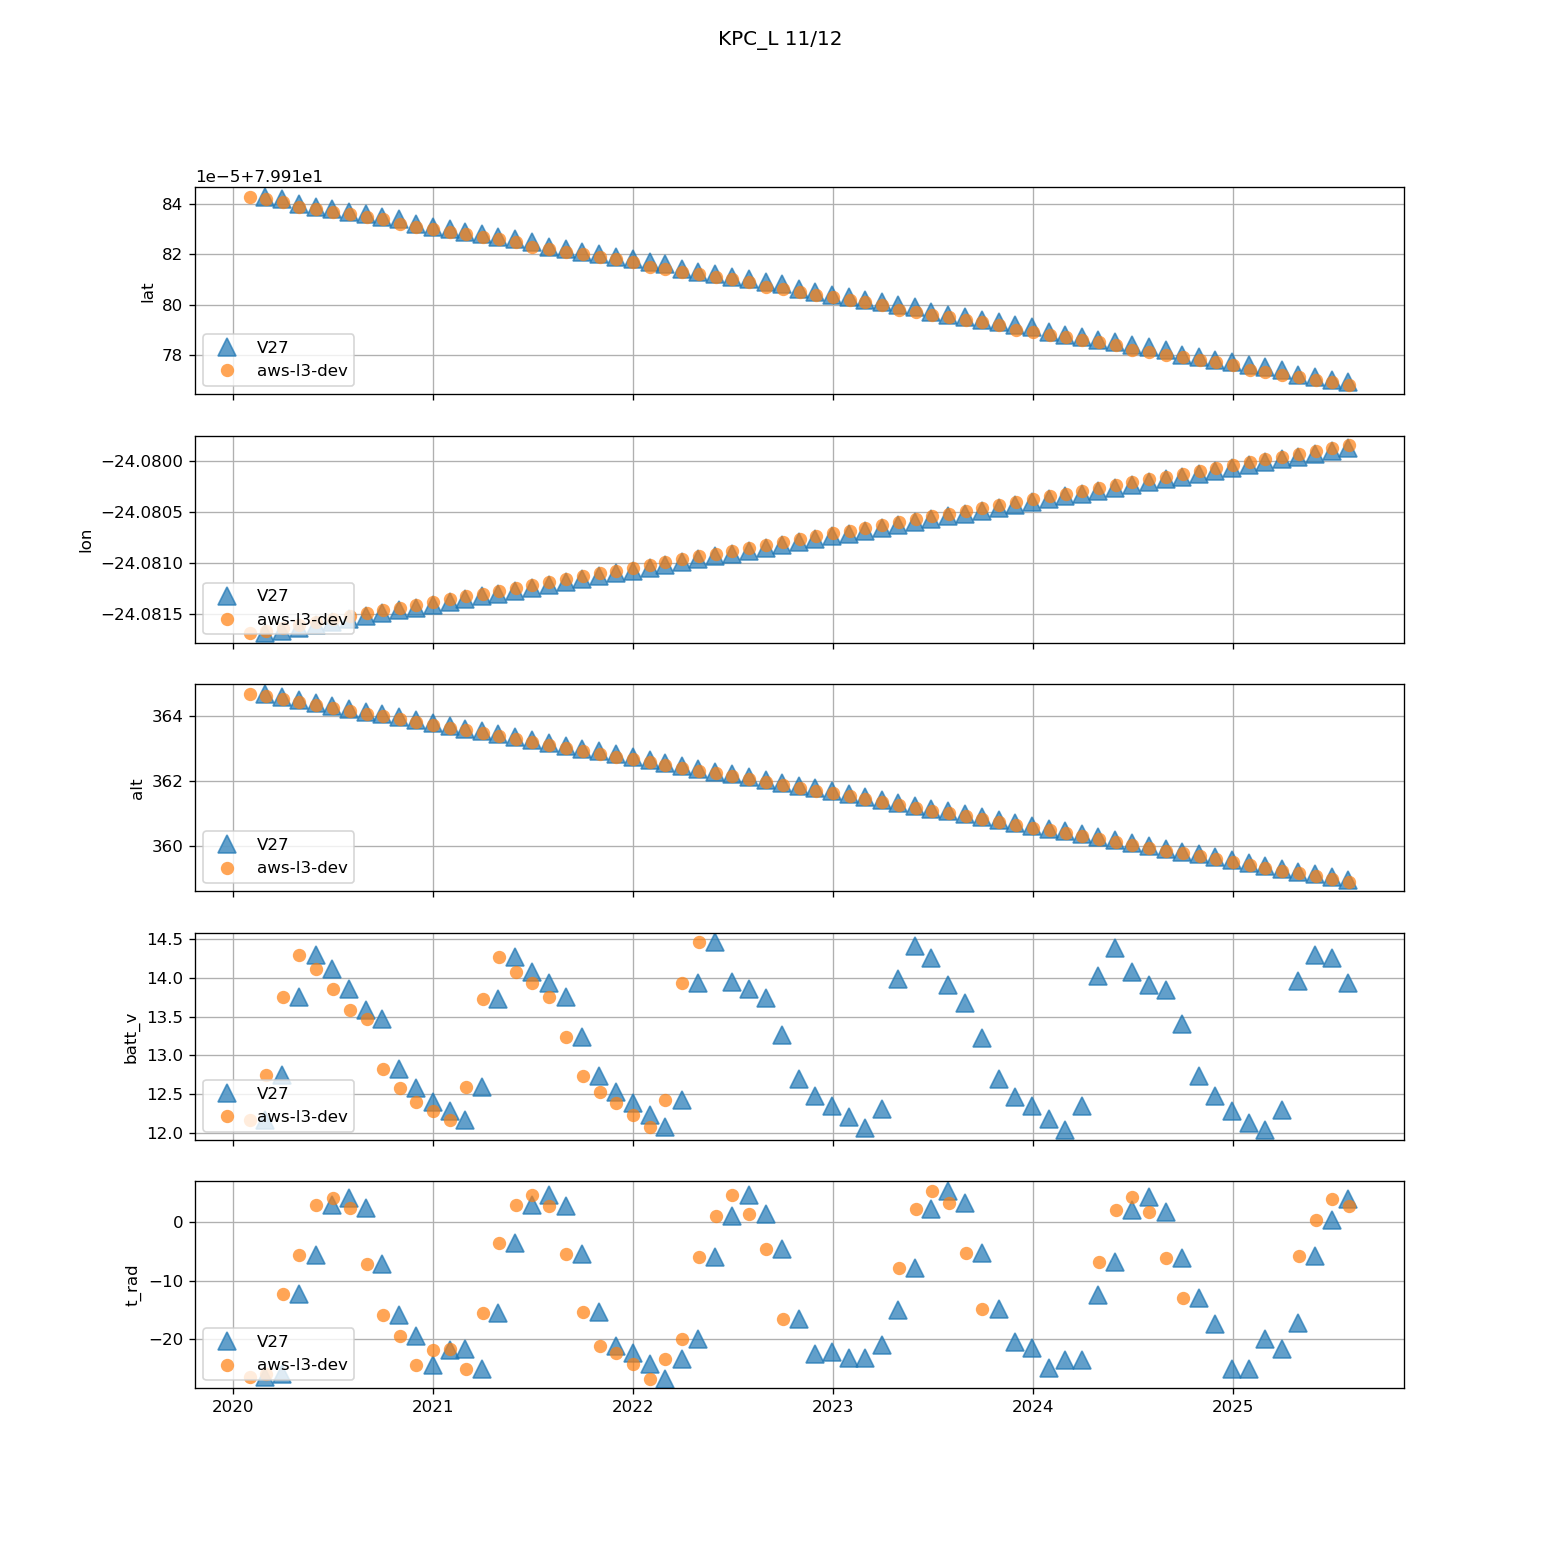 KPC_L 11/12
1e−5+7.991e1
84
82
80
78
lat
V27
aws-l3-dev
−24.0800
−24.0805
−24.0810
−24.0815
lon
V27
aws-l3-dev
364
362
360
alt
V27
aws-l3-dev
14.5
14.0
13.5
13.0
12.5
12.0
batt_v
V27
aws-l3-dev
0
−10
−20
t_rad
V27
aws-l3-dev
2020 2021 2022 2023 2024 2025